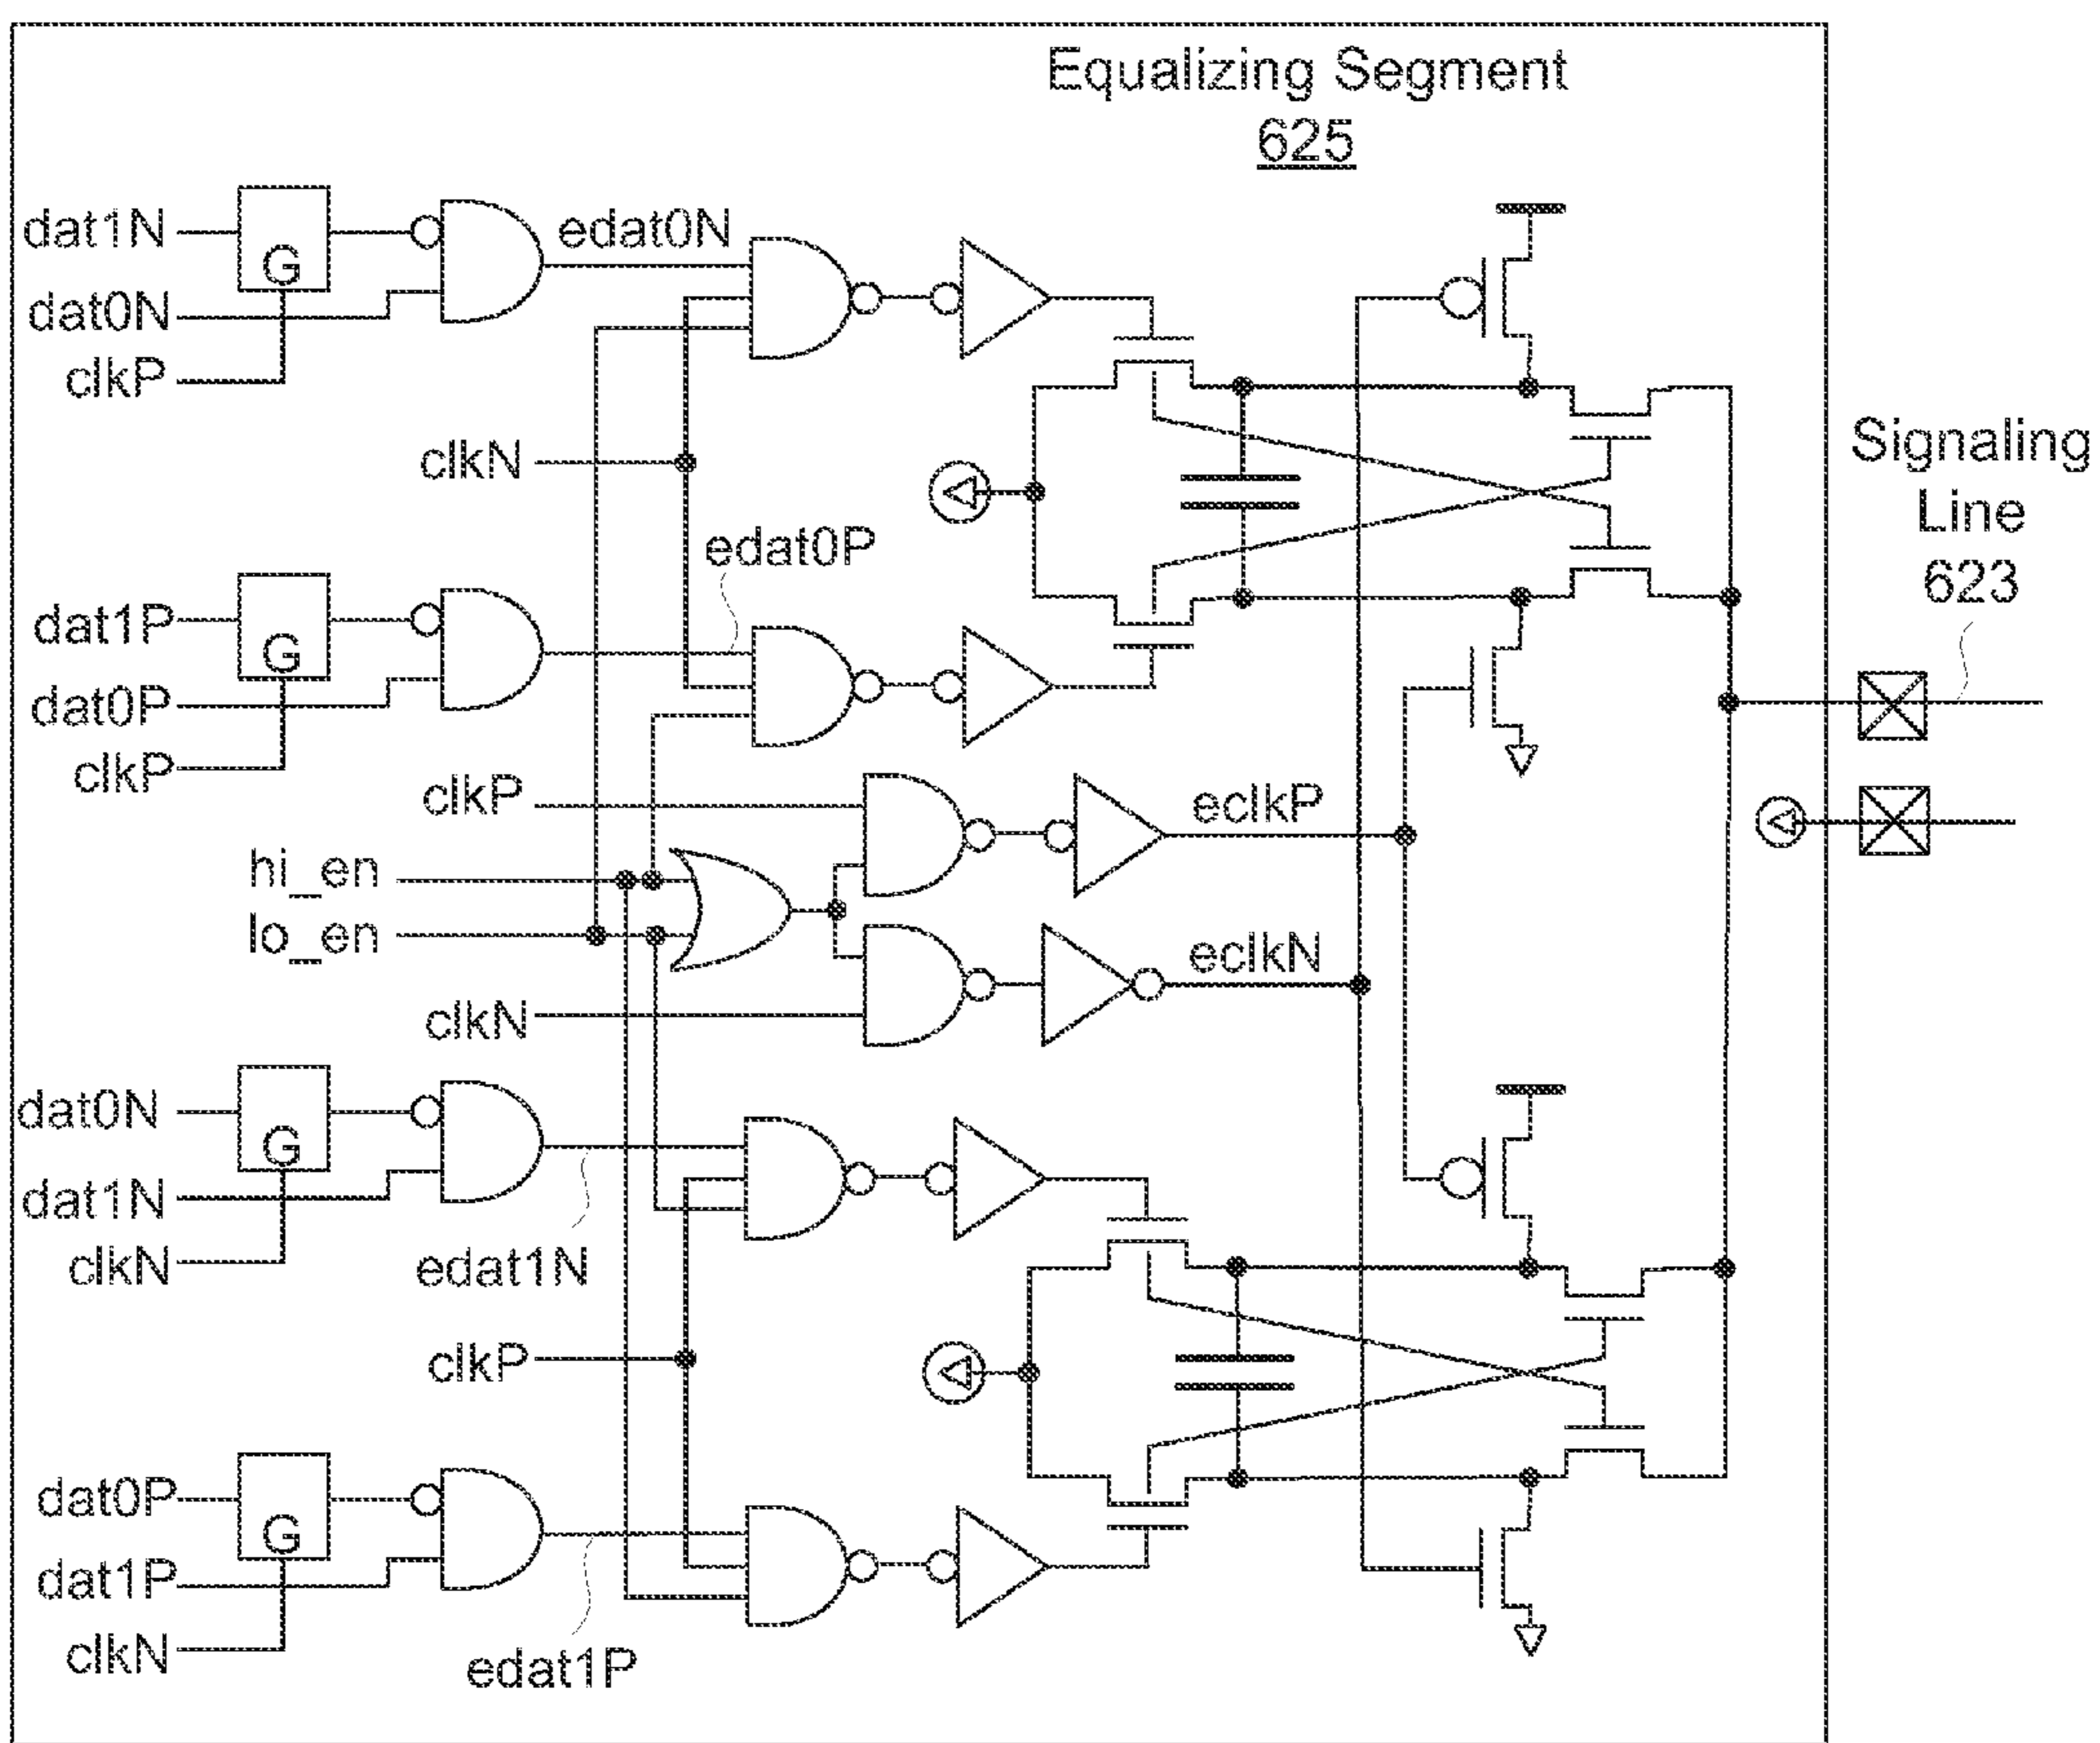 Equalizing Segment
625
dat1N
G
dat0N
clkP
edat0N
clkN
Signaling
Line
623
edat0P
dat1P
G
dat0P
clkP
clkP
eclkP
hi_en
lo_en
eclkN
clkN
dat0N
G
dat1N
clkN
edat1N
clkP
dat0P
G
dat1P
clkN
edat1P